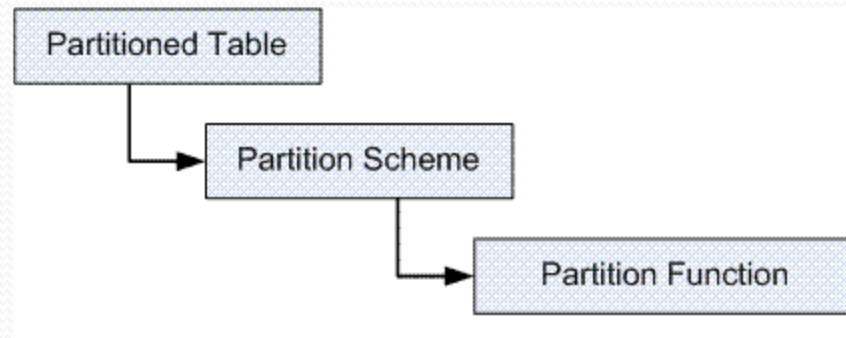 Partitioned Table
Partition Scheme
Partition Function